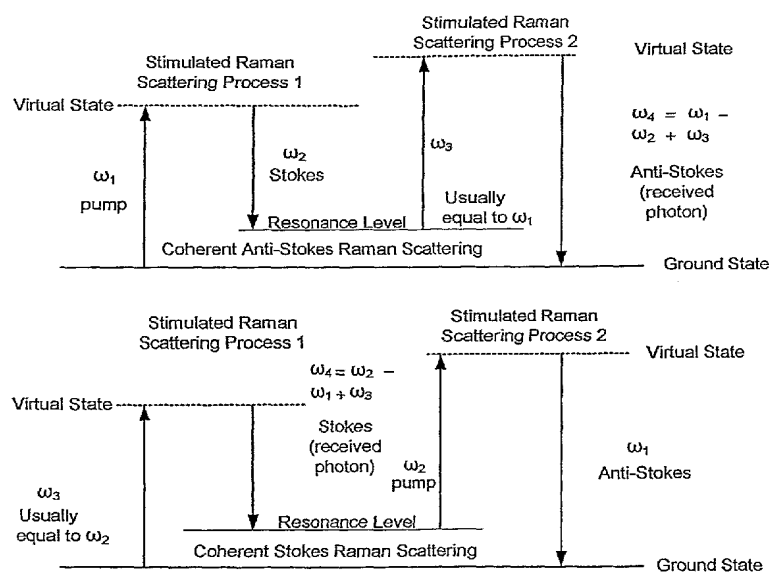 Stimulated Raman
Scattering Process 1
Stimulated Raman
Scattering Process 2
Virtual State
Virtual State
ω₁
pump
ω₂
Stokes
ω₃
Usually
equal to ω₁
ω₄ = ω₁ –
ω₂ + ω₃
Anti-Stokes
(received
photon)
Resonance Level
Coherent Anti-Stokes Raman Scattering
Ground State
Stimulated Raman
Scattering Process 1
Stimulated Raman
Scattering Process 2
Virtual State
Virtual State
ω₄ = ω₂ –
ω₁ + ω₃
Stokes
(received
photon)
ω₂
pump
ω₁
Anti-Stokes
ω₃
Usually
equal to ω₂
Resonance Level
Coherent Stokes Raman Scattering
Ground State